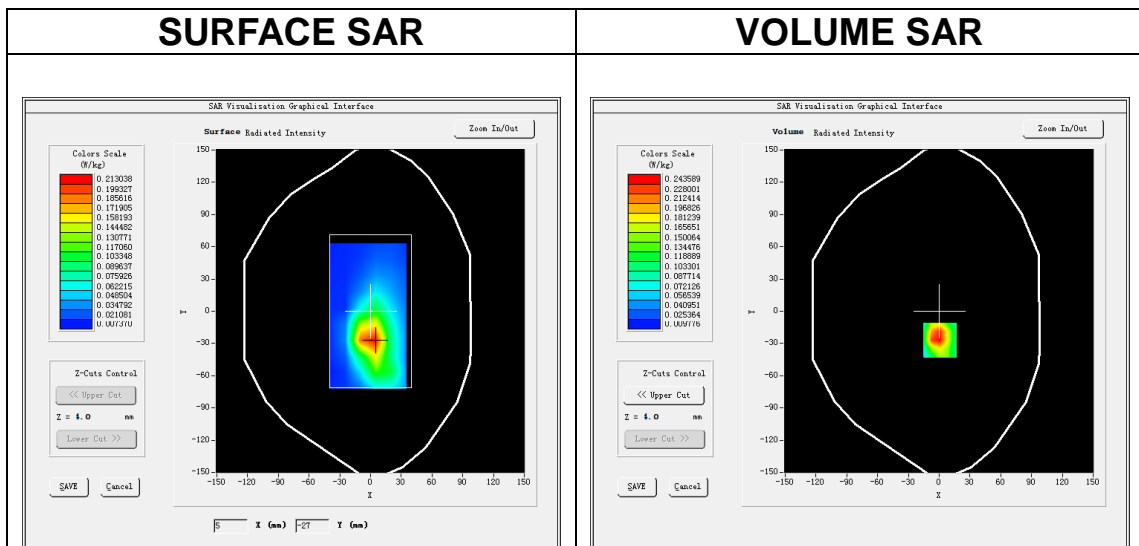 SURFACE SAR
VOLUME SAR
SAR Visualisation Graphical Interface
Surface Radiated Intensity
Zoom In/Out
Colors Scale
(W/kg)
0.213038
0.199327
0.185616
0.171905
0.158193
0.144482
0.130771
0.117060
0.103348
0.089637
0.075926
0.062215
0.048504
0.034792
0.021081
0.007370
150
120
90
60
30
0
-30
-60
-90
-120
-150
Y
-150 -120 -90 -60 -30 0 30 60 90 120 150
X
Z-Cuts Control
<< Upper Cut
Z = 4.0 mm
Lower Cut >>
SAVE Cancel
5 X (mm) -27 Y (mm)
SAR Visualisation Graphical Interface
Volume Radiated Intensity
Zoom In/Out
Colors Scale
(W/kg)
0.243589
0.228001
0.212414
0.196826
0.181239
0.165651
0.150064
0.134476
0.118889
0.103301
0.087714
0.072126
0.056539
0.040951
0.025364
0.009776
150
120
90
60
30
0
-30
-60
-90
-120
-150
Y
-150 -120 -90 -60 -30 0 30 60 90 120 150
X
Z-Cuts Control
<< Upper Cut
Z = 4.0 mm
Lower Cut >>
SAVE Cancel